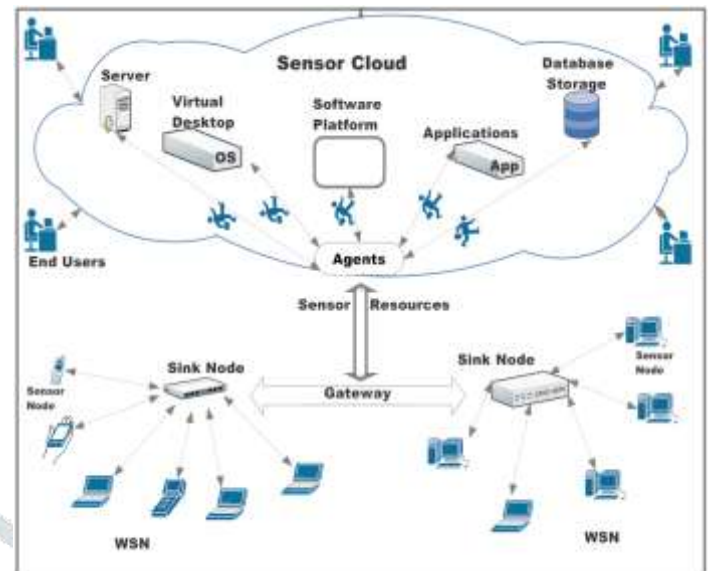 Sensor Cloud
Server
Database
Storage
Virtual
Desktop
Software
Platform
Applications
OS
App
End Users
Agents
Sensor Resources
Sink Node
Sink Node
Sensor
Node
Sensor
Node
Gateway
WSN
WSN